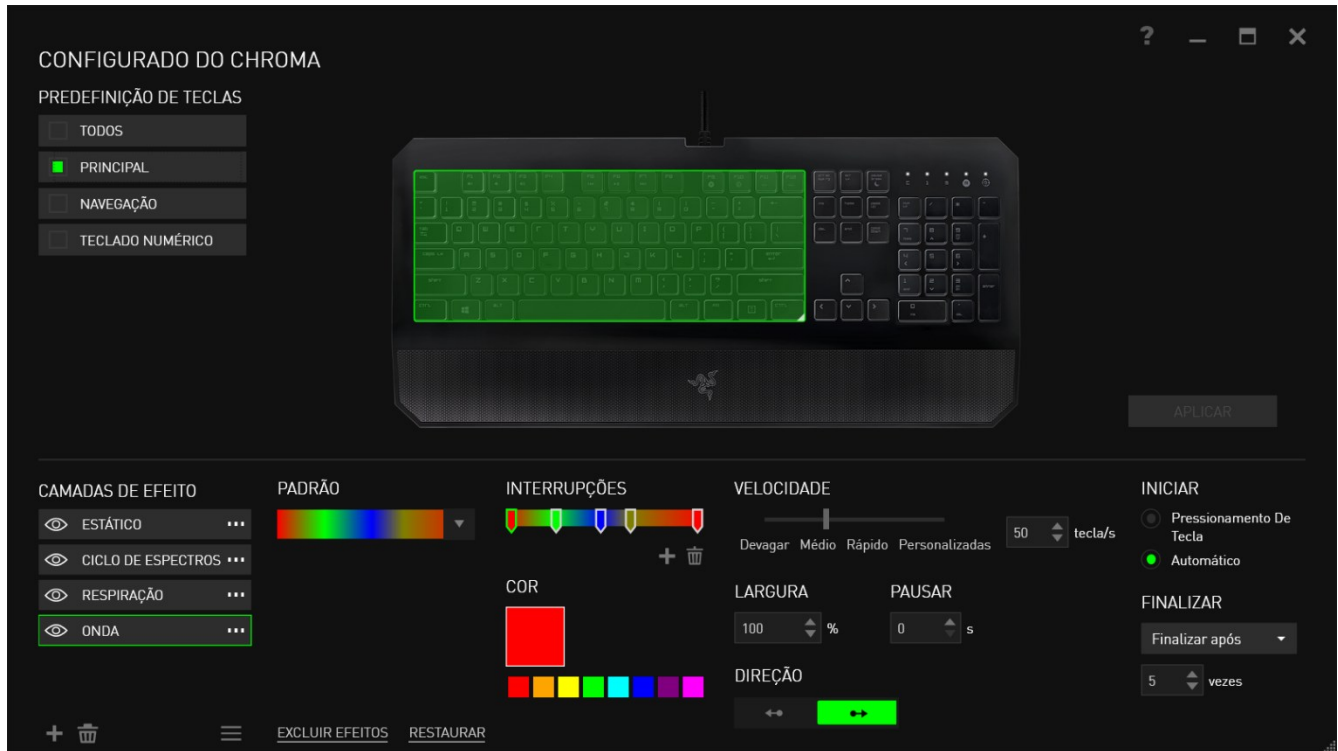 ?
CONFIGURADO DO CHROMA
PREDEFINIÇÃO DE TECLAS
TODOS
PRINCIPAL
NAVEGAÇÃO
TECLADO NUMÉRICO
APLICAR
CAMADAS DE EFEITO
ESTÁTICO
CICLO DE ESPECTROS
RESPIRAÇÃO
ONDA
PADRÃO
EXCLUIR EFEITOS RESTAURAR
INTERRUPÇÕES
COR
VELOCIDADE
Devagar Médio Rápido Personalizadas
50 tecla/s
LARGURA
100 %
PAUSAR
0 s
DIREÇÃO
INICIAR
Pressionamento De
Tecla
Automático
FINALIZAR
Finalizar após
5 vezes